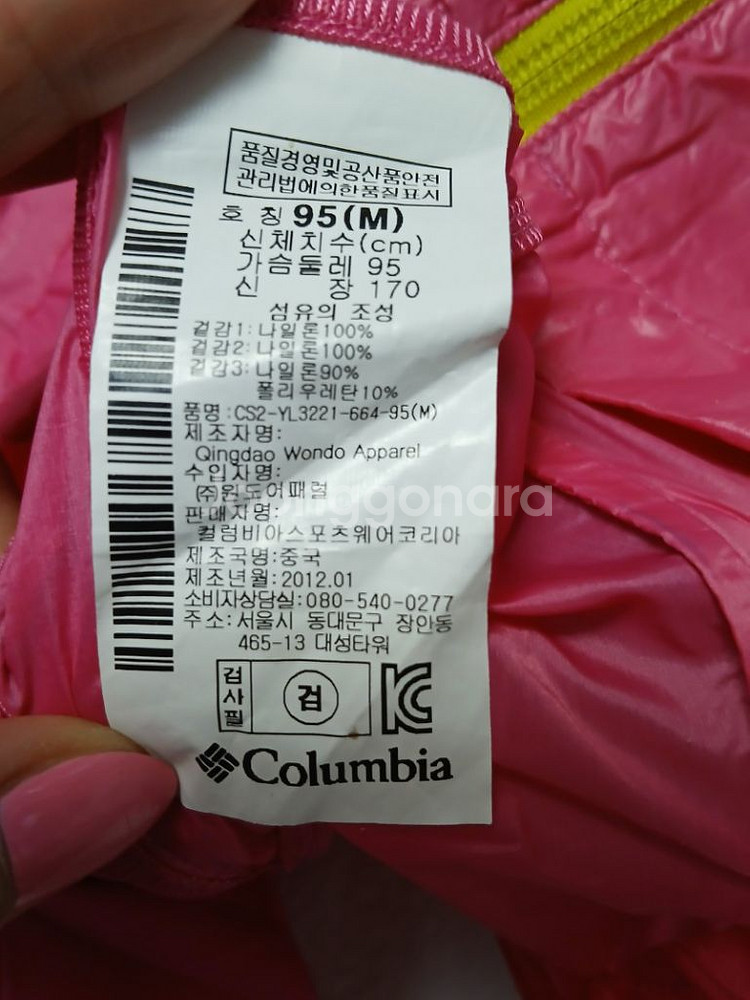 품질경영및공산품안전
관리법에의한품질표시
호 칭 95(M)
신체치수(cm)
가슴둘레 95
신 장 170
섬유의 조성
겉감1: 나일론100%
겉감2: 나일론100%
겉감3: 나일론90%
폴리우레탄10%
품명:CS2-YL3221-664-95(M)
제조자명:
Qingdao Wondo Apparel
수입자명:
(주)원도어패럴
판매자명:
컬럼비아스포츠웨어코리아
제조국명:중국
제조년월:2012.01
소비자상담실:080-540-0277
주소:서울시 동대문구 장안동
465-13 대성타워
검사필 검 KC
Columbia